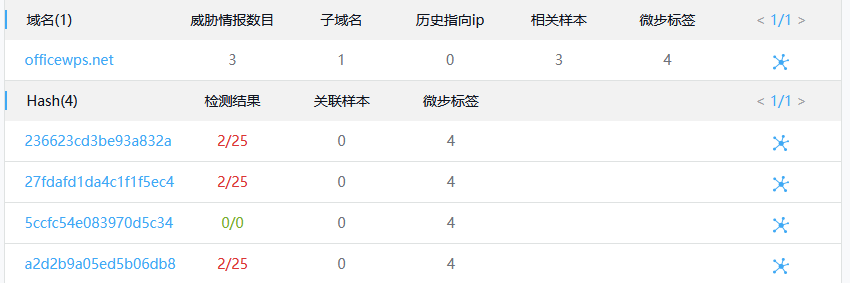 域名(1) 威胁情报数目 子域名 历史指向ip 相关样本 微步标签 < 1/1 >
officewps.net 3 1 0 3 4
Hash(4) 检测结果 关联样本 微步标签 < 1/1 >
236623cd3be93a832a 2/25 0 4
27fdafd1da4c1f1f5ec4 2/25 0 4
5ccfc54e083970d5c34 0/0 0 4
a2d2b9a05ed5b06db8 2/25 0 4